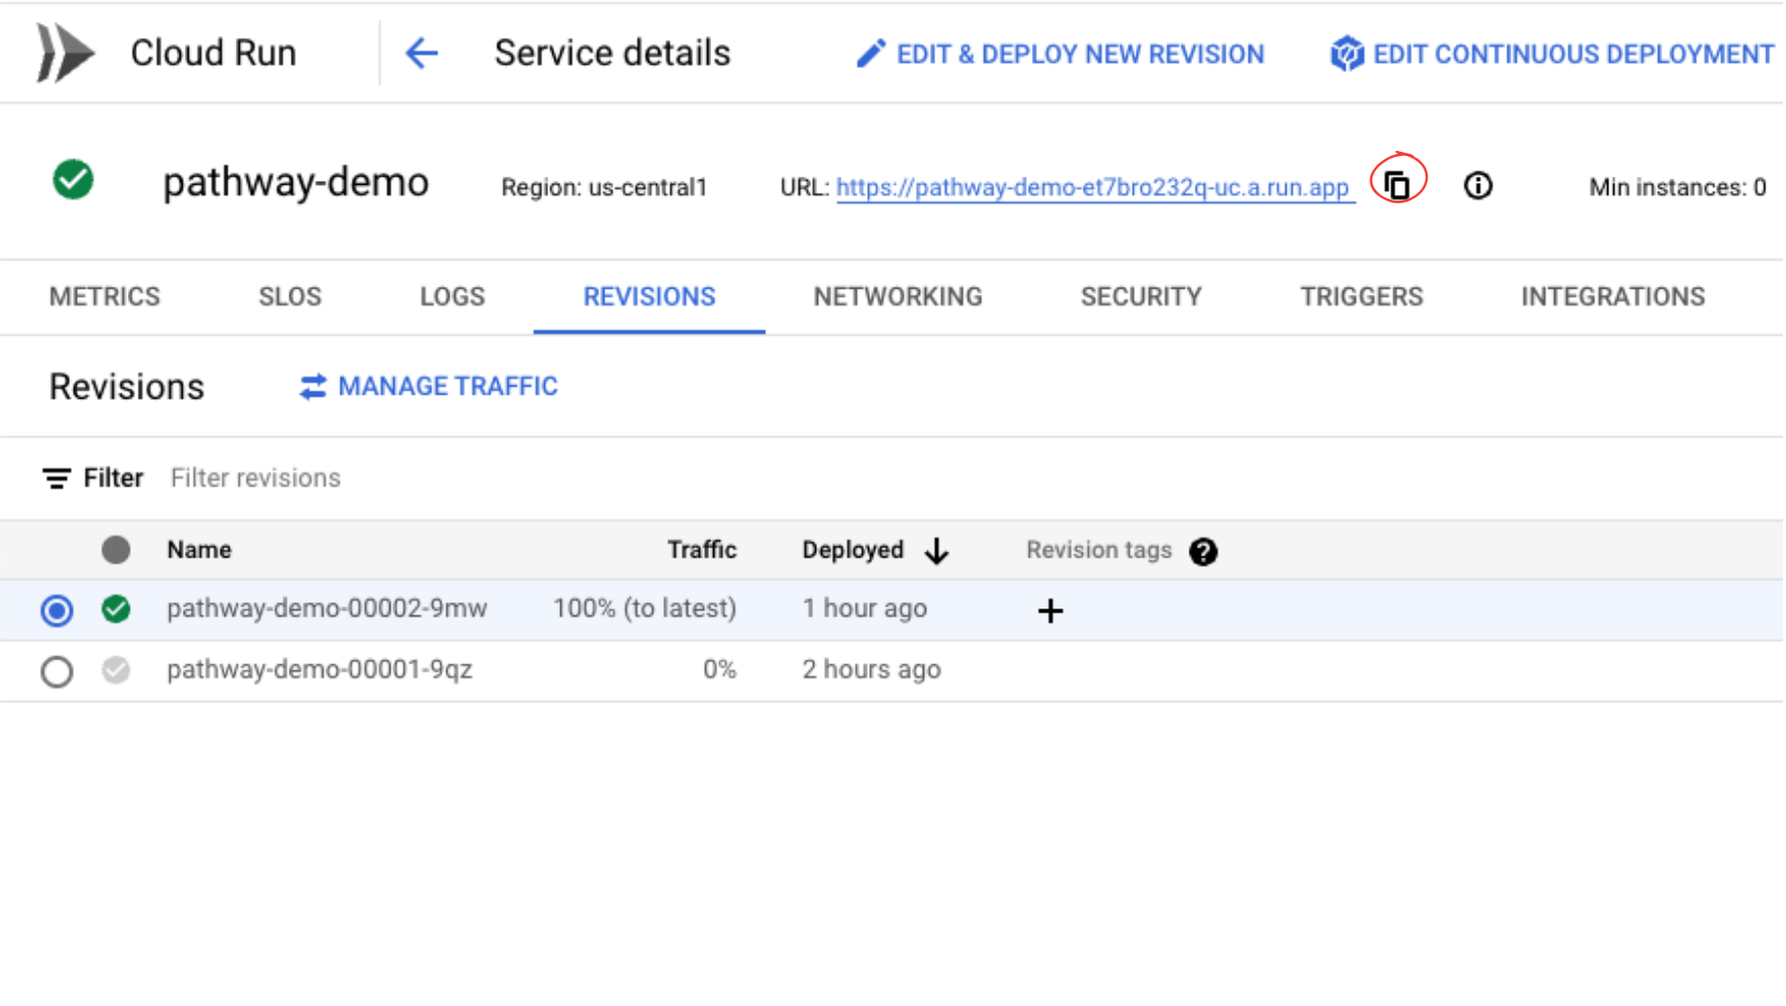 Cloud Run
Service details
EDIT & DEPLOY NEW REVISION
EDIT CONTINUOUS DEPLOYMENT
pathway-demo
Region: us-central1
URL: https://pathway-demo-et7bro232q-uc.a.run.app
Min instances: 0
METRICS SLOS LOGS REVISIONS NETWORKING SECURITY TRIGGERS INTEGRATIONS
Revisions
MANAGE TRAFFIC
Filter Filter revisions
Name Traffic Deployed Revision tags
pathway-demo-00002-9mw 100% (to latest) 1 hour ago
pathway-demo-00001-9qz 0% 2 hours ago